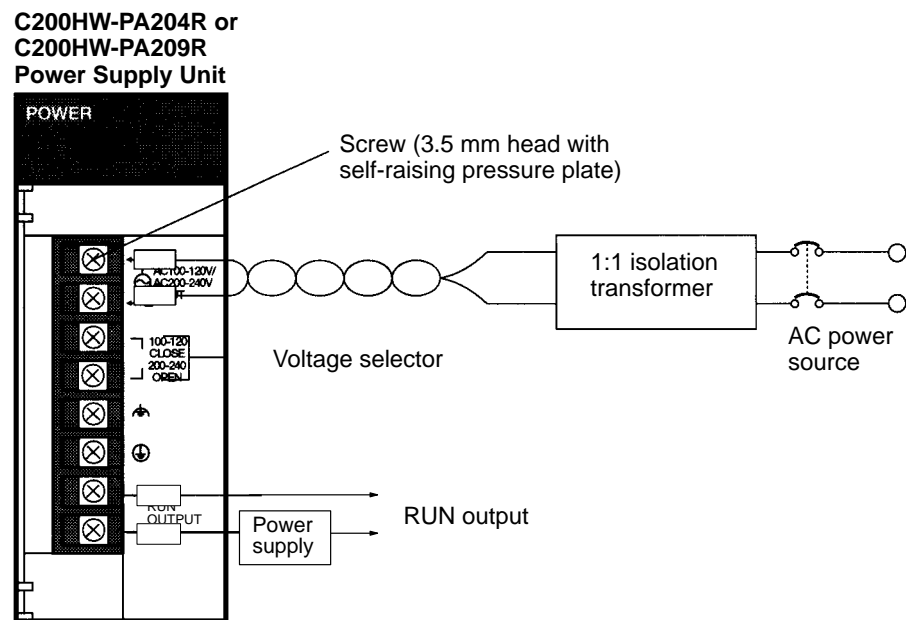 C200HW-PA204R or
C200HW-PA209R
Power Supply Unit
POWER
Screw (3.5 mm head with
self-raising pressure plate)
AC100-120V/
AC200-240V
1:1 isolation
transformer
AC power
source
100-120
CLOSE
200-240
OPEN
Voltage selector
RUN
OUTPUT
Power
supply
RUN output